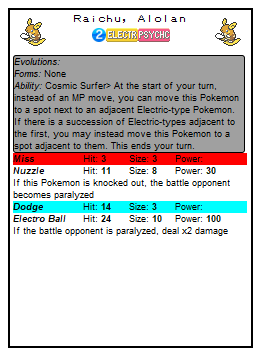 Raichu, Alolan
2 ELECTR PSYCHC
Evolutions:
Forms: None
Ability: Cosmic Surfer> At the start of your turn,
instead of an MP move, you can move this Pokemon
to a spot next to an adjacent Electric-type Pokemon.
If there is a succession of Electric-types adjacent to
the first, you may instead move this Pokemon to a
spot adjacent to them. This ends your turn.
Miss Hit: 3 Size: 3 Power:
Nuzzle Hit: 11 Size: 8 Power: 30
If this Pokemon is knocked out, the battle opponent
becomes paralyzed
Dodge Hit: 14 Size: 3 Power:
Electro Ball Hit: 24 Size: 10 Power: 100
If the battle opponent is paralyzed, deal x2 damage